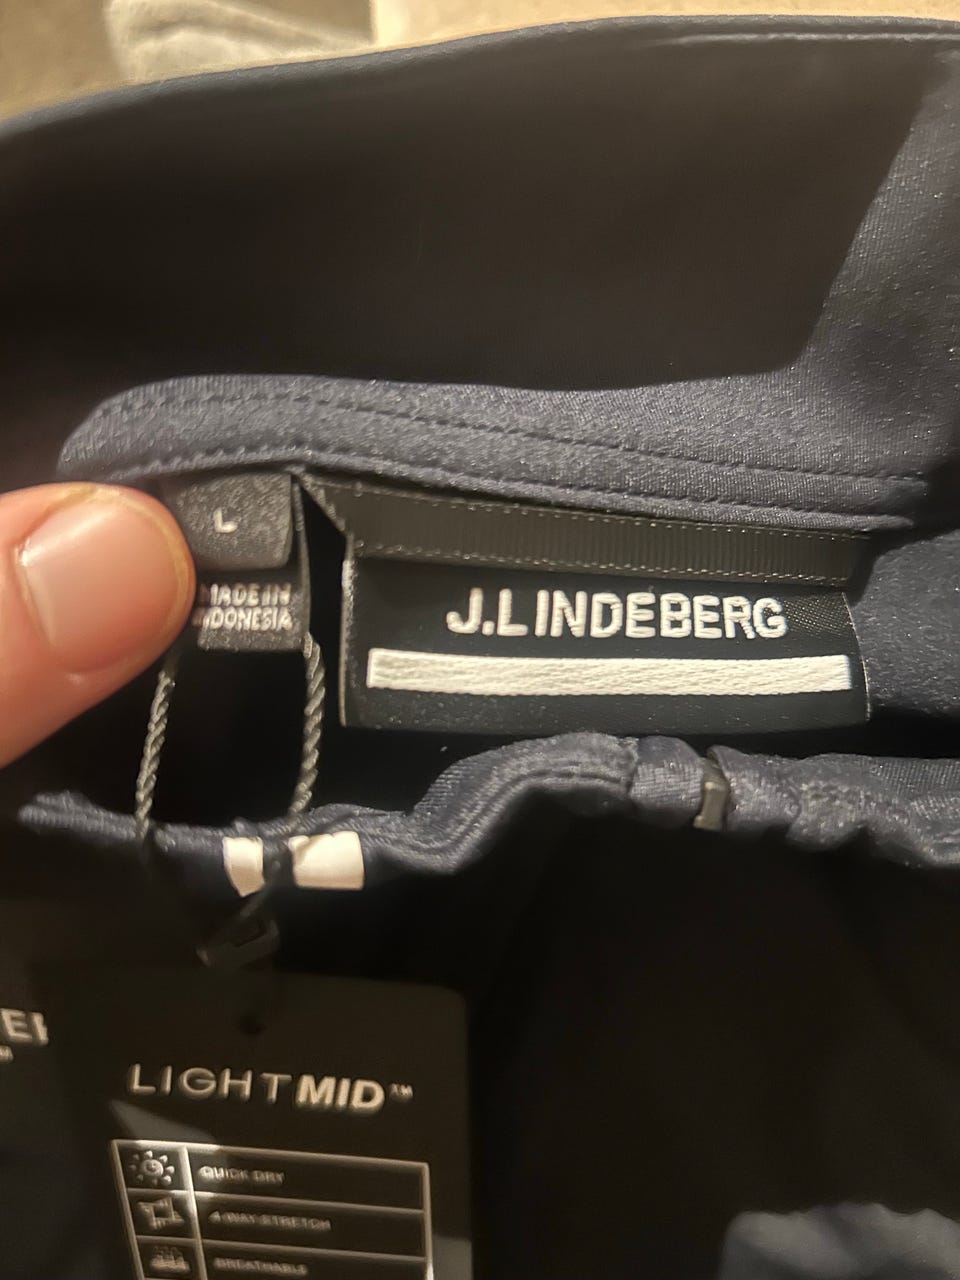 L
MADE IN
INDONESIA
J.LINDEBERG
LIGHTMID™
QUICK DRY
4-WAY STRETCH
BREATHABLE